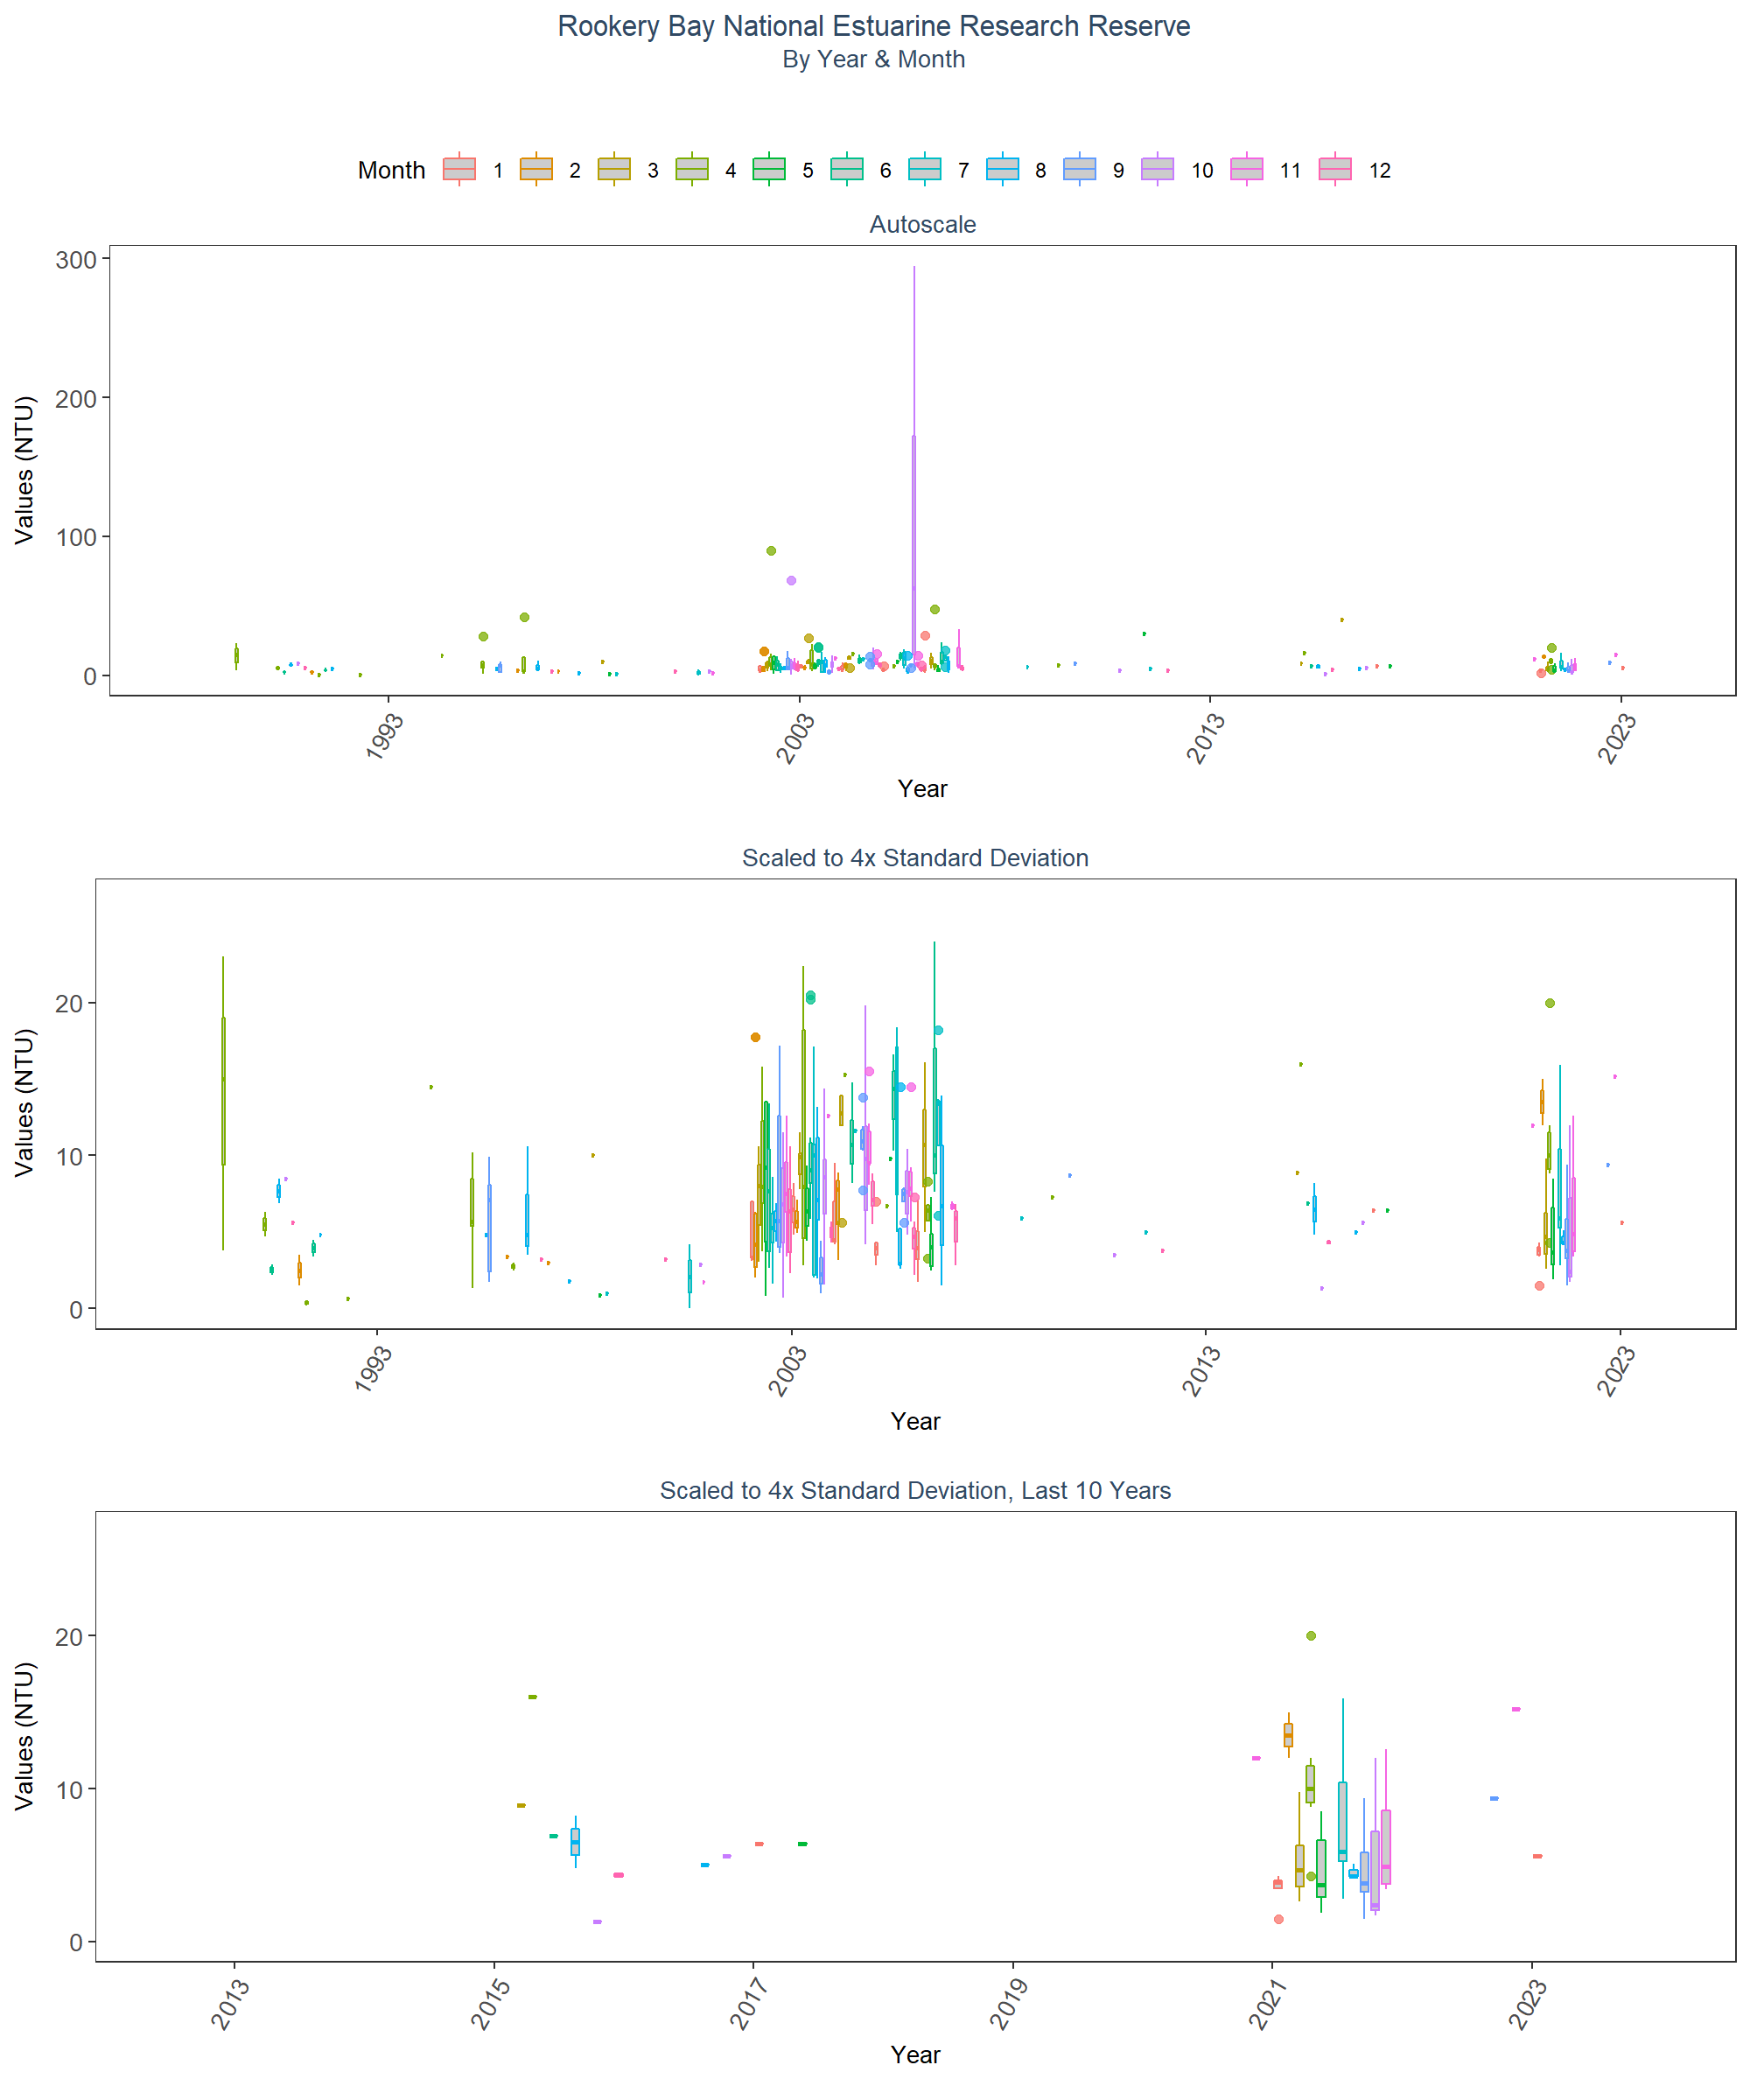 Rookery Bay National Estuarine Research Reserve
By Year & Month
Month 1 2 3 4 5 6 7 8 9 10 11 12
Autoscale
Values (NTU)
300
200
100
0
1993 2003 2013 2023
Year
Scaled to 4x Standard Deviation
Values (NTU)
20
10
0
1993 2003 2013 2023
Year
Scaled to 4x Standard Deviation, Last 10 Years
Values (NTU)
20
10
0
2013 2015 2017 2019 2021 2023
Year